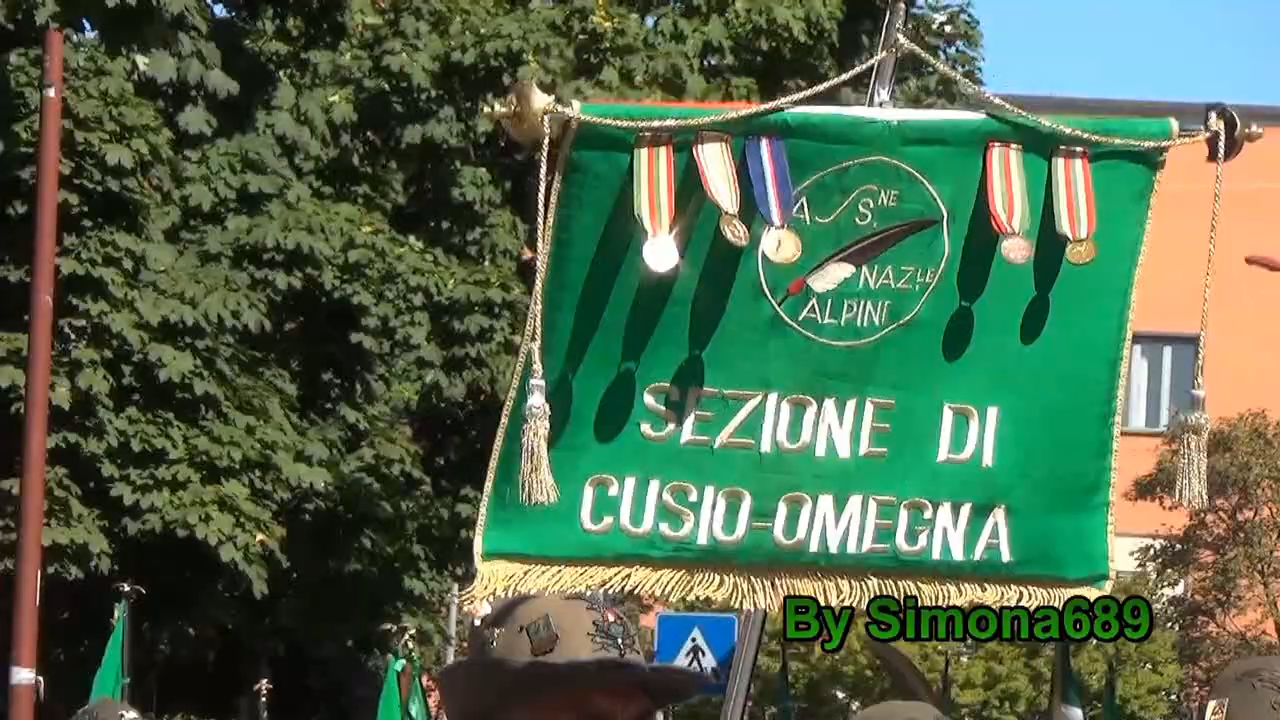 A S.NE
NAZ.LE
ALPINI
SEZIONE DI
CUSIO-OMEGNA
By Simona689